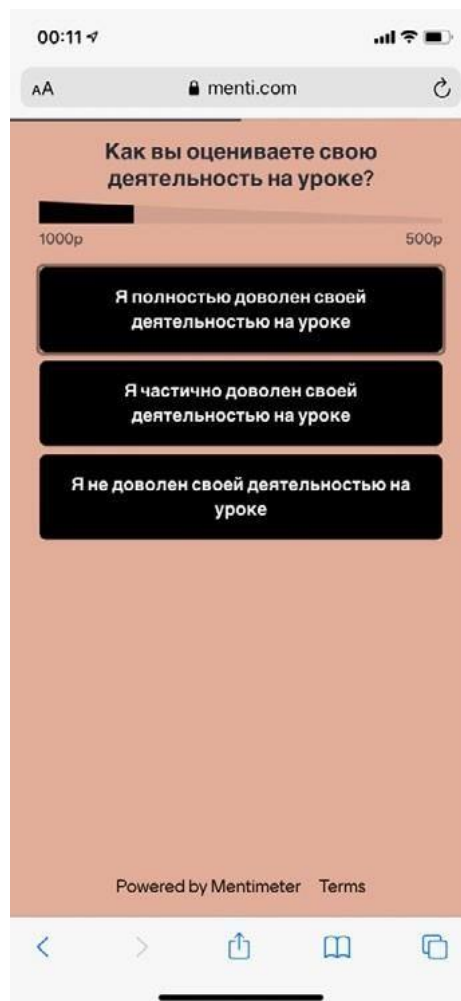 00:11
AA menti.com
Как вы оцениваете свою
деятельность на уроке?
1000p 500p
Я полностью доволен своей
деятельностью на уроке
Я частично доволен своей
деятельностью на уроке
Я не доволен своей деятельностью на
уроке
Powered by Mentimeter Terms